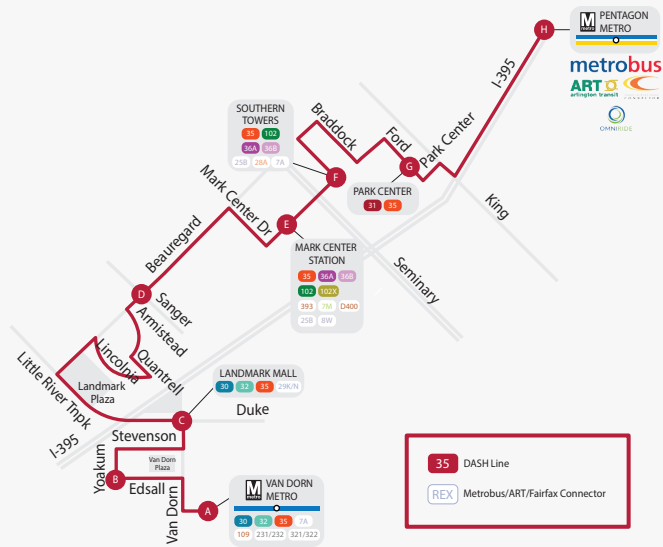 H
M
metro
PENTAGON
METRO
metrobus
ART
arlington transit
OMNIRIDE
I-395
SOUTHERN
TOWERS
35 102
36A 36B
25B 28A 7A
Braddock
Ford
Park Center
G
F
PARK CENTER
31 35
King
Mark Center Dr
E
MARK CENTER
STATION
35 36A 36B
102 102X
393 7M D400
25B 8W
Seminary
Beauregard
D
Sanger
Armistead
Lincolnia
Quantrell
Little River Tnpk
Landmark
Plaza
LANDMARK MALL
30 32 35 29K/N
C
Duke
Stevenson
I-395
Yoakum
Van Dorn
Plaza
B
Edsall
Van Dorn
A
M
metro
VAN DORN
METRO
30 32 35 7A
109 231/232 321/322
35 DASH Line
REX Metrobus/ART/Fairfax Connector